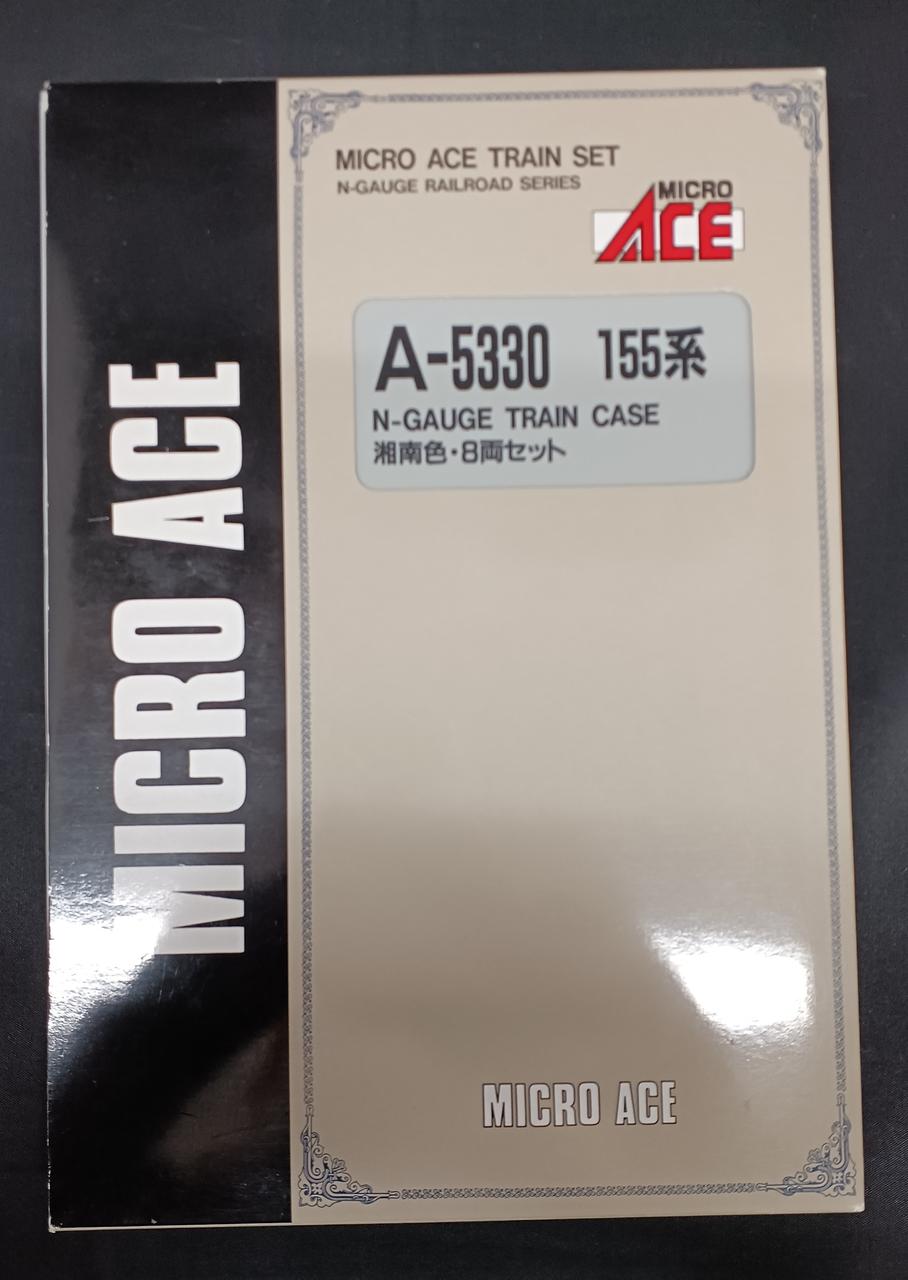 MICRO ACE
MICRO ACE TRAIN SET
N-GAUGE RAILROAD SERIES
MICRO
ACE
A-5330 155系
N-GAUGE TRAIN CASE
湘南色・8両セット
MICRO ACE